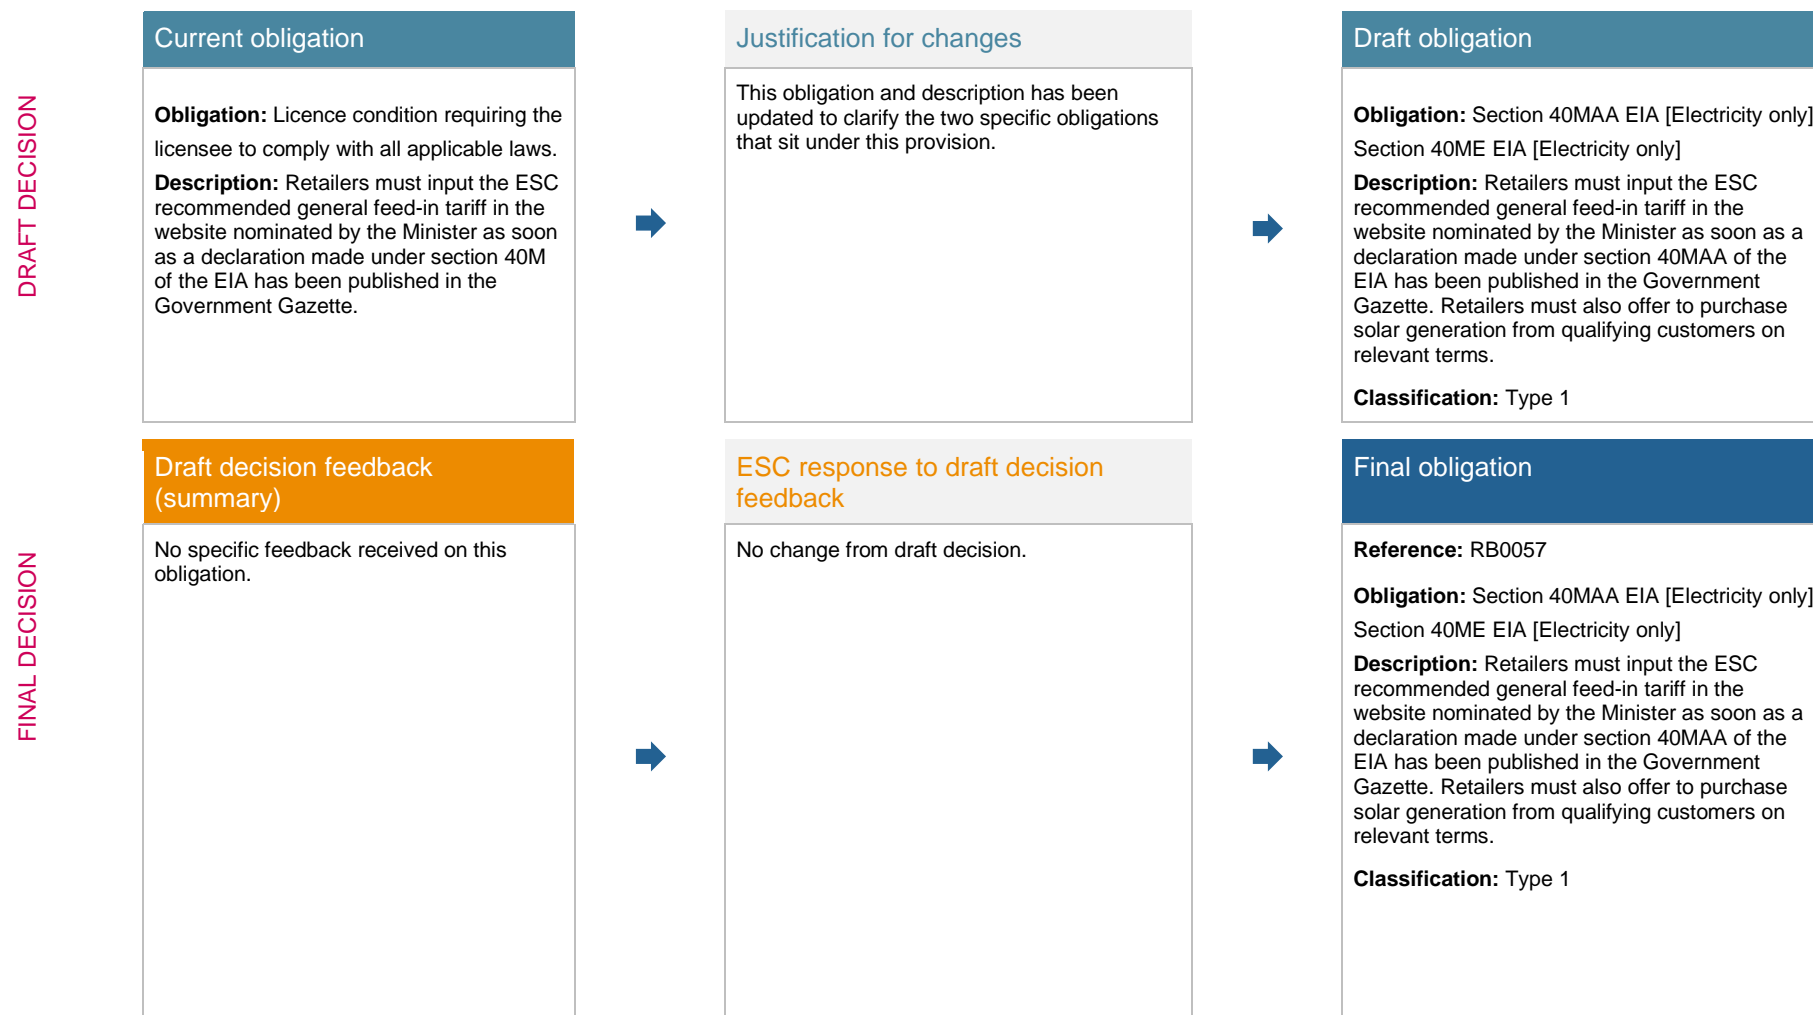 DRAFT DECISION
Current obligation
Obligation: Licence condition requiring the
licensee to comply with all applicable laws.
Description: Retailers must input the ESC
recommended general feed-in tariff in the
website nominated by the Minister as soon
as a declaration made under section 40M
of the EIA has been published in the
Government Gazette.
Justification for changes
This obligation and description has been
updated to clarify the two specific obligations
that sit under this provision.
Draft obligation
Obligation: Section 40MAA EIA [Electricity only]
Section 40ME EIA [Electricity only]
Description: Retailers must input the ESC
recommended general feed-in tariff in the
website nominated by the Minister as soon as a
declaration made under section 40MAA of the
EIA has been published in the Government
Gazette. Retailers must also offer to purchase
solar generation from qualifying customers on
relevant terms.
Classification: Type 1
FINAL DECISION
Draft decision feedback
(summary)
No specific feedback received on this
obligation.
ESC response to draft decision
feedback
No change from draft decision.
Final obligation
Reference: RB0057
Obligation: Section 40MAA EIA [Electricity only]
Section 40ME EIA [Electricity only]
Description: Retailers must input the ESC
recommended general feed-in tariff in the
website nominated by the Minister as soon as a
declaration made under section 40MAA of the
EIA has been published in the Government
Gazette. Retailers must also offer to purchase
solar generation from qualifying customers on
relevant terms.
Classification: Type 1